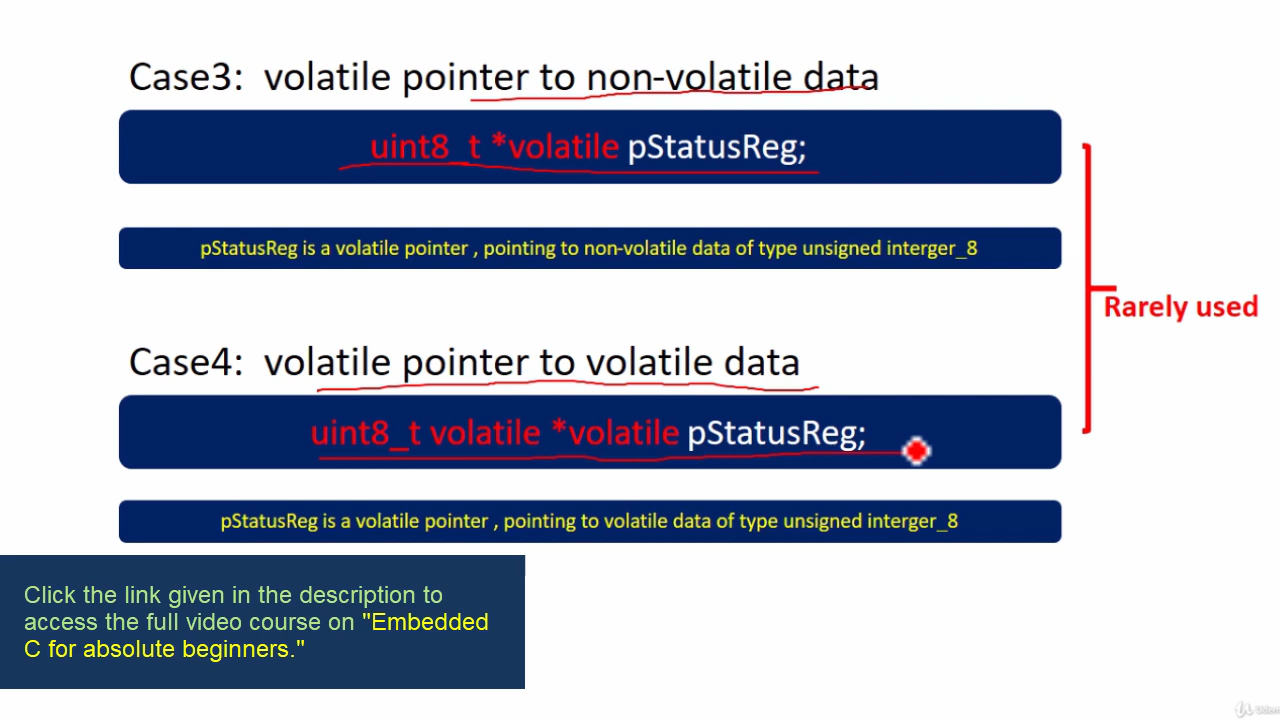 Case3: volatile pointer to non-volatile data
uint8_t *volatile pStatusReg;
pStatusReg is a volatile pointer , pointing to non-volatile data of type unsigned interger_8
Rarely used
Case4: volatile pointer to volatile data
uint8_t volatile *volatile pStatusReg;
pStatusReg is a volatile pointer , pointing to volatile data of type unsigned interger_8
Click the link given in the description to
access the full video course on "Embedded
C for absolute beginners."